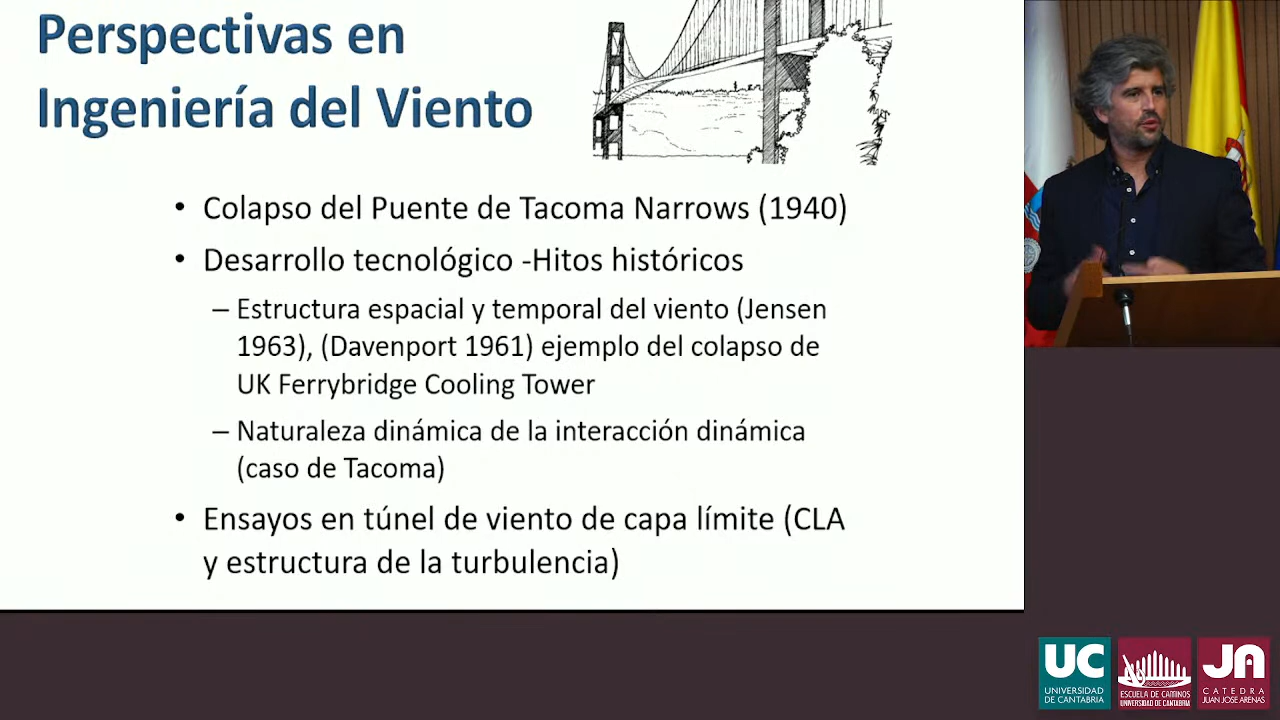 Perspectivas en
Ingeniería del Viento
• Colapso del Puente de Tacoma Narrows (1940)
• Desarrollo tecnológico -Hitos históricos
– Estructura espacial y temporal del viento (Jensen
1963), (Davenport 1961) ejemplo del colapso de
UK Ferrybridge Cooling Tower
– Naturaleza dinámica de la interacción dinámica
(caso de Tacoma)
• Ensayos en túnel de viento de capa límite (CLA
y estructura de la turbulencia)
UC
UNIVERSIDAD
DE CANTABRIA
ESCUELA DE CAMINOS
UNIVERSIDAD DE CANTABRIA
JA
CATEDRA
JUAN JOSE ARENAS